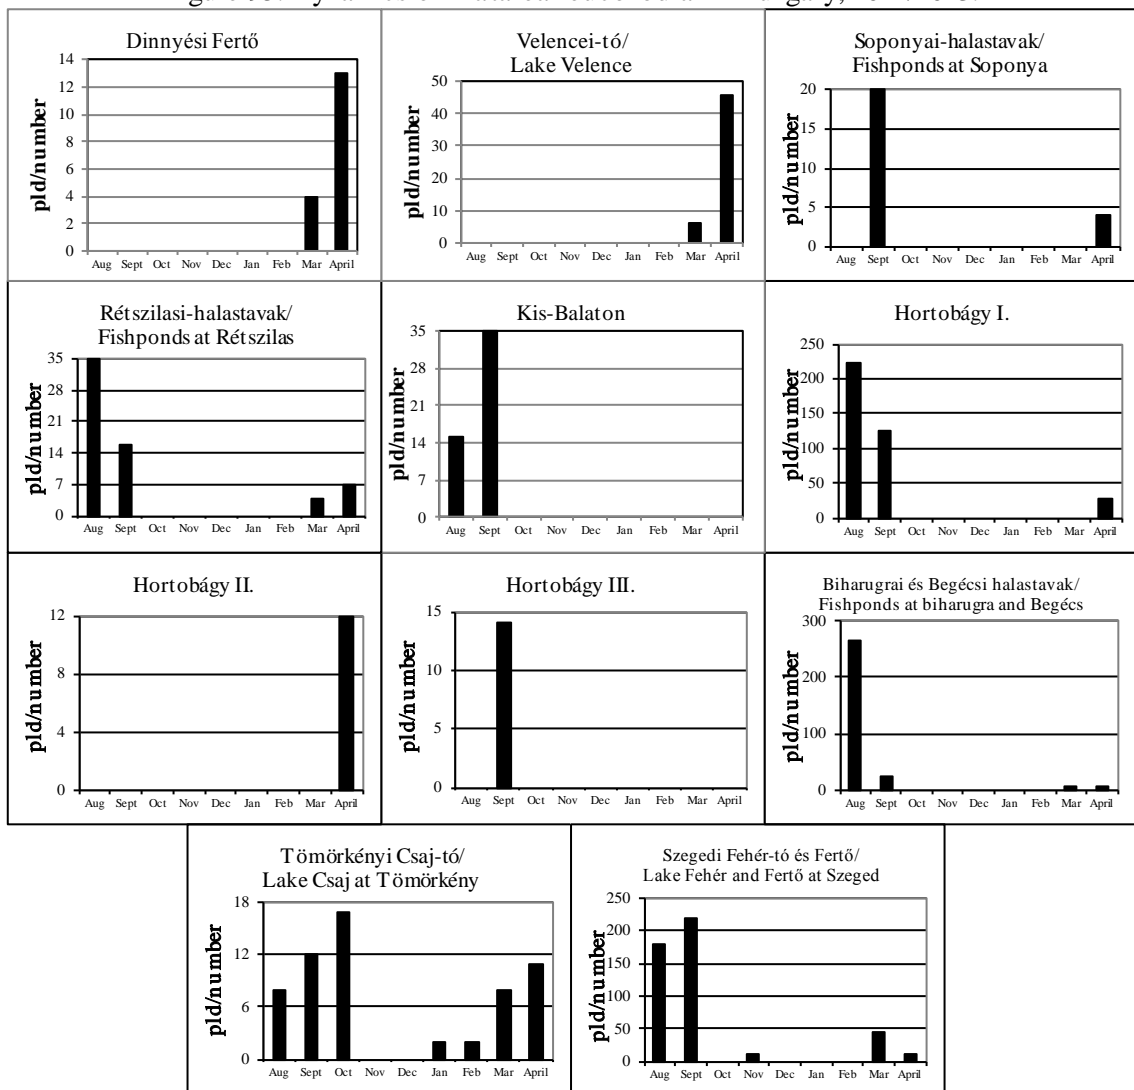 Hungary,
Dinnyési Fertő
pld/number
14
12
10
8
6
4
2
0
Aug Sept Oct Nov Dec Jan Feb Mar April
Velencei-tó/
Lake Velence
pld/number
50
40
30
20
10
0
Aug Sept Oct Nov Dec Jan Feb Mar April
Soponyai-halastavak/
Fishponds at Soponya
pld/number
20
15
10
5
0
Aug Sept Oct Nov Dec Jan Feb Mar April
Rétszilasi-halastavak/
Fishponds at Rétszilas
pld/number
35
28
21
14
7
0
Aug Sept Oct Nov Dec Jan Feb Mar April
Kis-Balaton
pld/number
35
28
21
14
7
0
Aug Sept Oct Nov Dec Jan Feb Mar April
Hortobágy I.
pld/number
250
200
150
100
50
0
Aug Sept Oct Nov Dec Jan Feb Mar April
Hortobágy II.
pld/number
12
8
4
0
Aug Sept Oct Nov Dec Jan Feb Mar April
Hortobágy III.
pld/number
15
10
5
0
Aug Sept Oct Nov Dec Jan Feb Mar April
Biharugrai és Begécsi halastavak/
Fishponds at biharugra and Begécs
pld/number
300
200
100
0
Aug Sept Oct Nov Dec Jan Feb Mar April
Tömörkényi Csaj-tó/
Lake Csaj at Tömörkény
pld/number
18
12
6
0
Aug Sept Oct Nov Dec Jan Feb Mar April
Szegedi Fehér-tó és Fertő/
Lake Fehér and Fertő at Szeged
pld/number
250
200
150
100
50
0
Aug Sept Oct Nov Dec Jan Feb Mar April